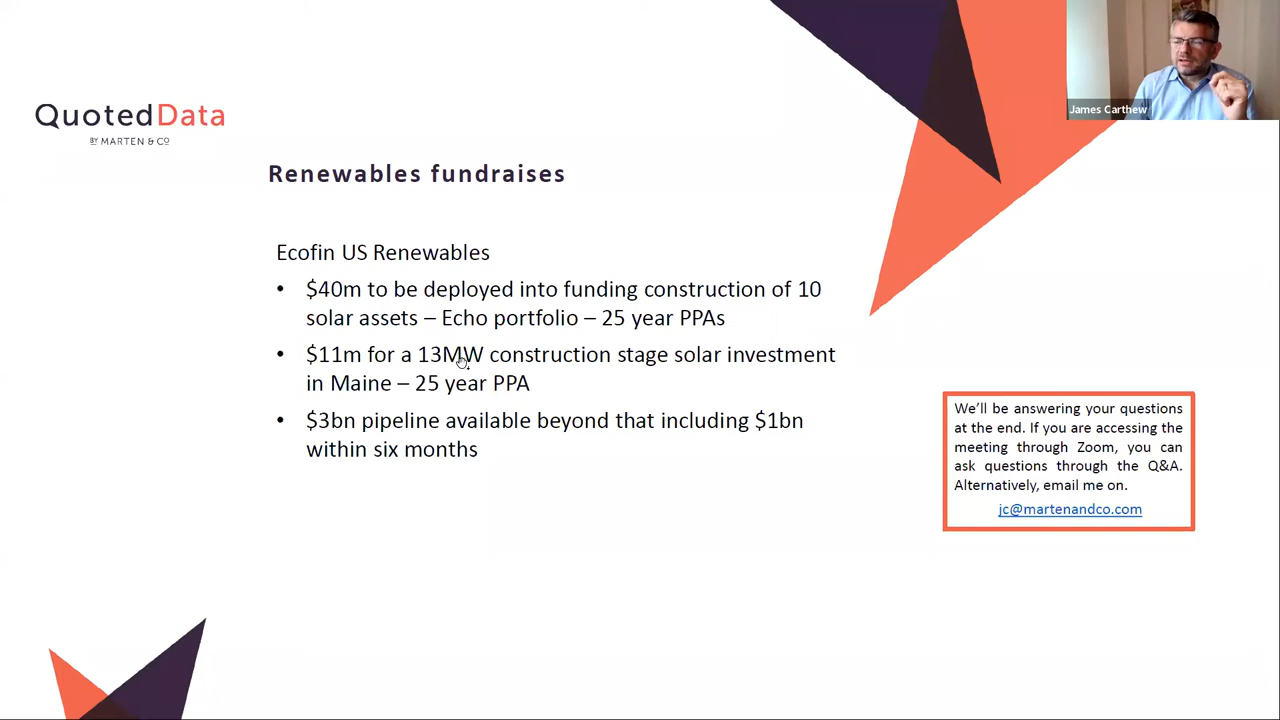 James Carthew
QuotedData
BY MARTEN & CO
Renewables fundraises
Ecofin US Renewables
• $40m to be deployed into funding construction of 10
solar assets – Echo portfolio – 25 year PPAs
• $11m for a 13MW construction stage solar investment
in Maine – 25 year PPA
• $3bn pipeline available beyond that including $1bn
within six months
We'll be answering your questions
at the end. If you are accessing the
meeting through Zoom, you can
ask questions through the Q&A.
Alternatively, email me on.
jc@martenandco.com